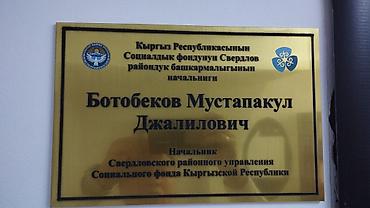 Кыргыз Республикасынын
Социалдык фондунун Свердлов
райондук башкармалыгынын
начальниги
Ботобеков Мустапакул
Джалилович
Начальник
Свердловского районного управления
Социального фонда Кыргызской Республики